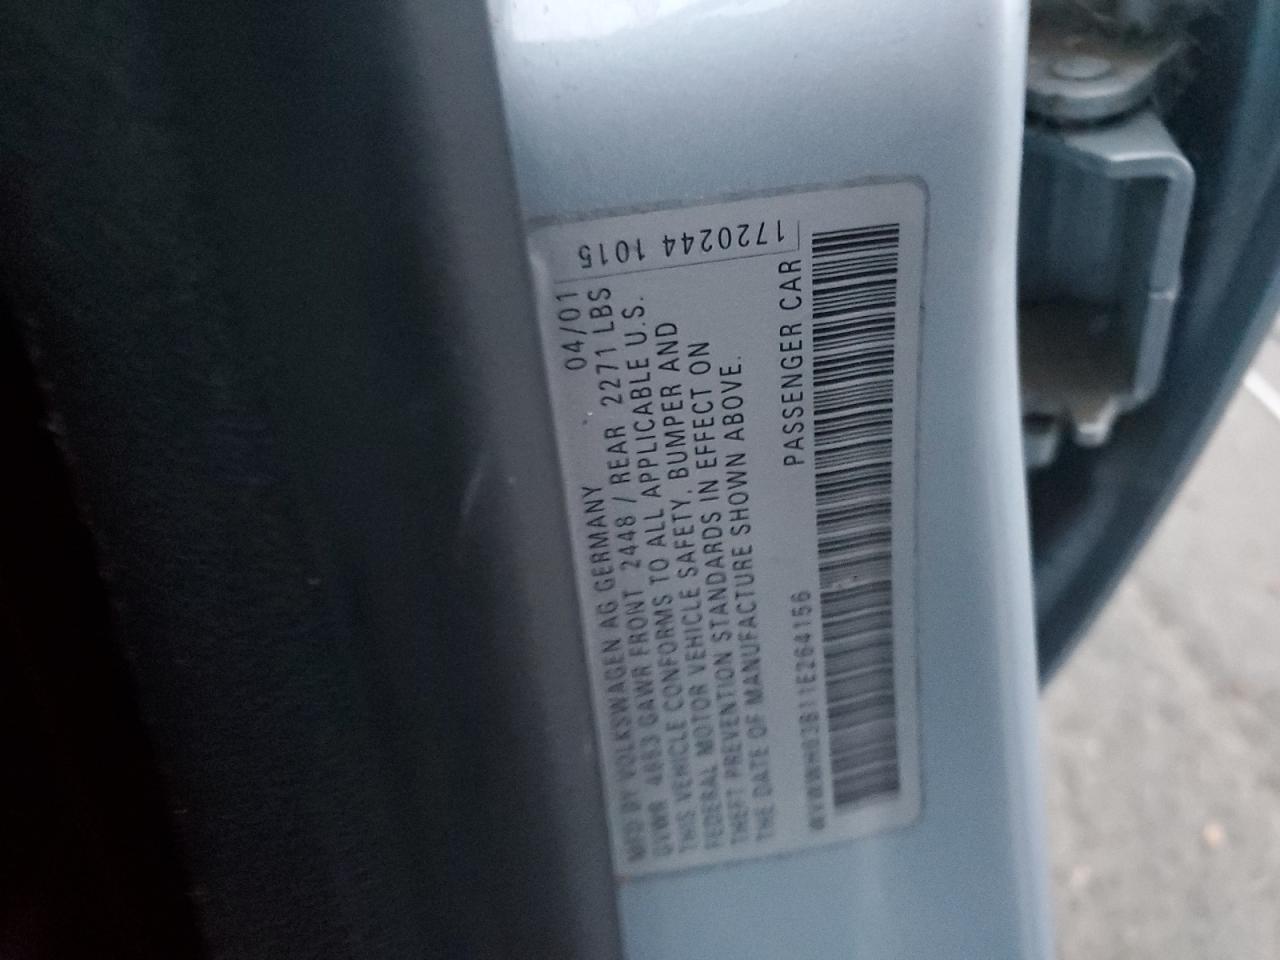 MFD BY VOLKSWAGEN AG GERMANY 04/01
GVWR 4653 GAWR FRONT 2448 / REAR 2271 LBS
THIS VEHICLE CONFORMS TO ALL APPLICABLE U.S.
FEDERAL MOTOR VEHICLE SAFETY, BUMPER AND
THEFT PREVENTION STANDARDS IN EFFECT ON
THE DATE OF MANUFACTURE SHOWN ABOVE.
PASSENGER CAR
1720244 1015